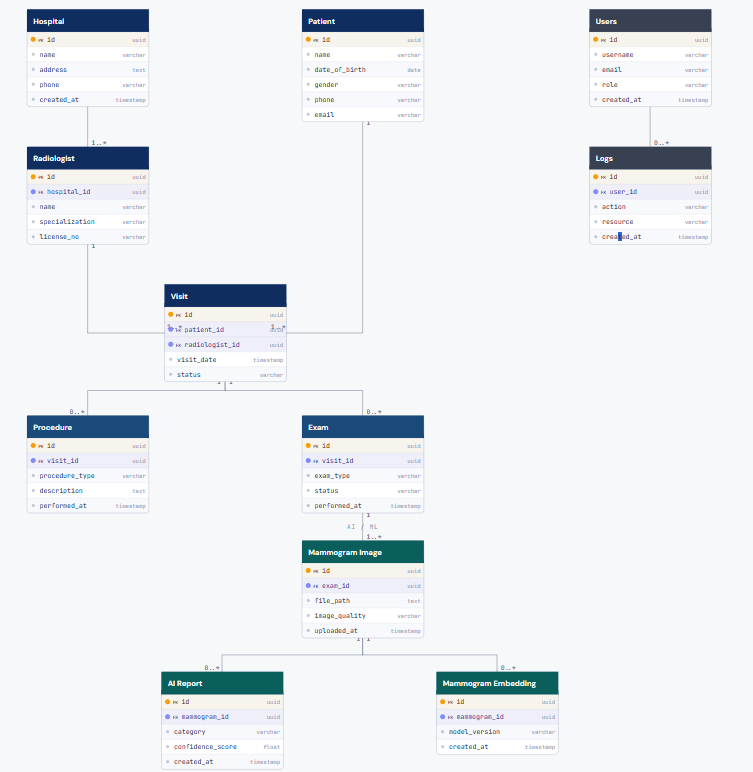 Hospital
PK id uuid
name varchar
address text
phone varchar
created_at timestamp
Patient
PK id uuid
name varchar
date_of_birth date
gender varchar
phone varchar
email varchar
Users
PK id uuid
username varchar
email varchar
role varchar
created_at timestamp
1
1..*
0..*
Radiologist
PK id uuid
FK hospital_id uuid
name varchar
specialization varchar
license_no varchar
1
Logs
PK id uuid
FK user_id uuid
action varchar
resource varchar
created_at timestamp
Visit
PK id uuid
FK patient_id uuid
FK radiologist_id uuid
visit_date timestamp
status varchar
1 1
0..* 0..*
Procedure
PK id uuid
FK visit_id uuid
procedure_type varchar
description text
performed_at timestamp
Exam
PK id uuid
FK visit_id uuid
exam_type varchar
status varchar
performed_at timestamp
1
AI / ML
1..*
Mammogram Image
PK id uuid
FK exam_id uuid
file_path text
image_quality varchar
uploaded_at timestamp
1 1
0..* 0..*
AI Report
PK id uuid
FK mammogram_id uuid
category varchar
confidence_score float
created_at timestamp
Mammogram Embedding
PK id uuid
FK mammogram_id uuid
model_version varchar
created_at timestamp